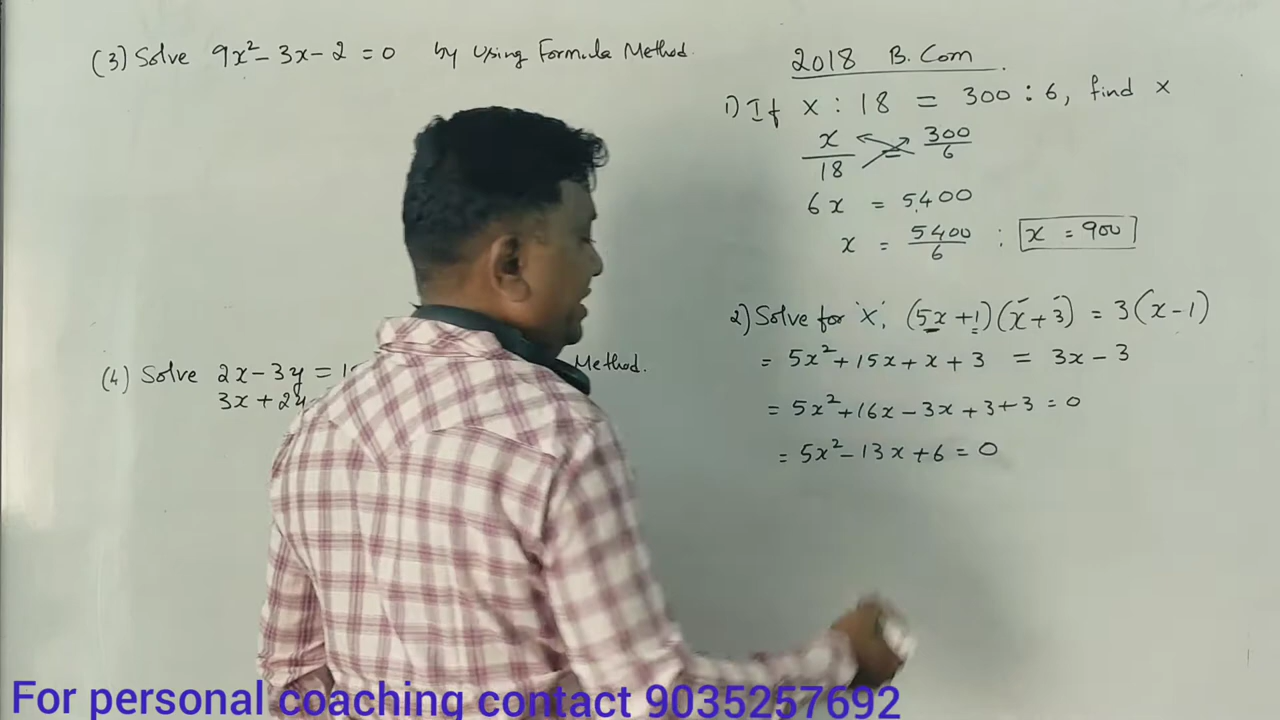 (3) Solve 9x² - 3x - 2 = 0 by Using Formula Method.
(4) Solve 2x - 3y = Method.
3x + 2y
2018 B.Com
1) If x : 18 = 300 : 6, find x
x/18 = 300/6
6x = 5400
x = 5400/6 : x = 900
2) Solve for 'x', (5x + 1)(x + 3) = 3(x - 1)
= 5x² + 15x + x + 3 = 3x - 3
= 5x² + 16x - 3x + 3 + 3 = 0
= 5x² - 13x + 6 = 0
For personal coaching contact 9035257692